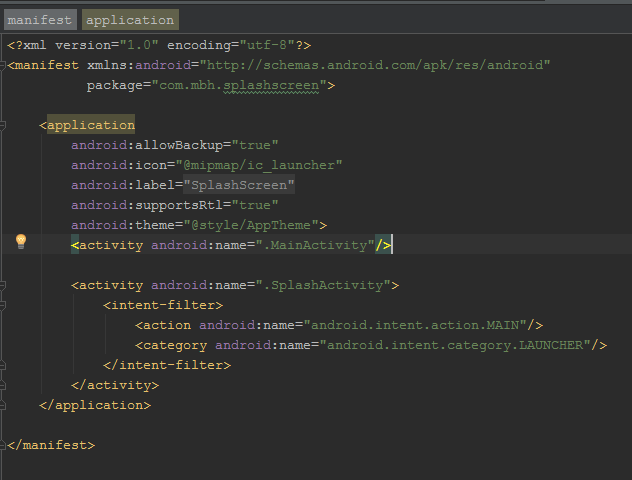 manifest application
<?xml version="1.0" encoding="utf-8"?>
<manifest xmlns:android="http://schemas.android.com/apk/res/android"
          package="com.mbh.splashscreen">
    <application
        android:allowBackup="true"
        android:icon="@mipmap/ic_launcher"
        android:label="SplashScreen"
        android:supportsRtl="true"
        android:theme="@style/AppTheme">
        <activity android:name=".MainActivity"/>
        <activity android:name=".SplashActivity">
            <intent-filter>
                <action android:name="android.intent.action.MAIN"/>
                <category android:name="android.intent.category.LAUNCHER"/>
            </intent-filter>
        </activity>
    </application>
</manifest>